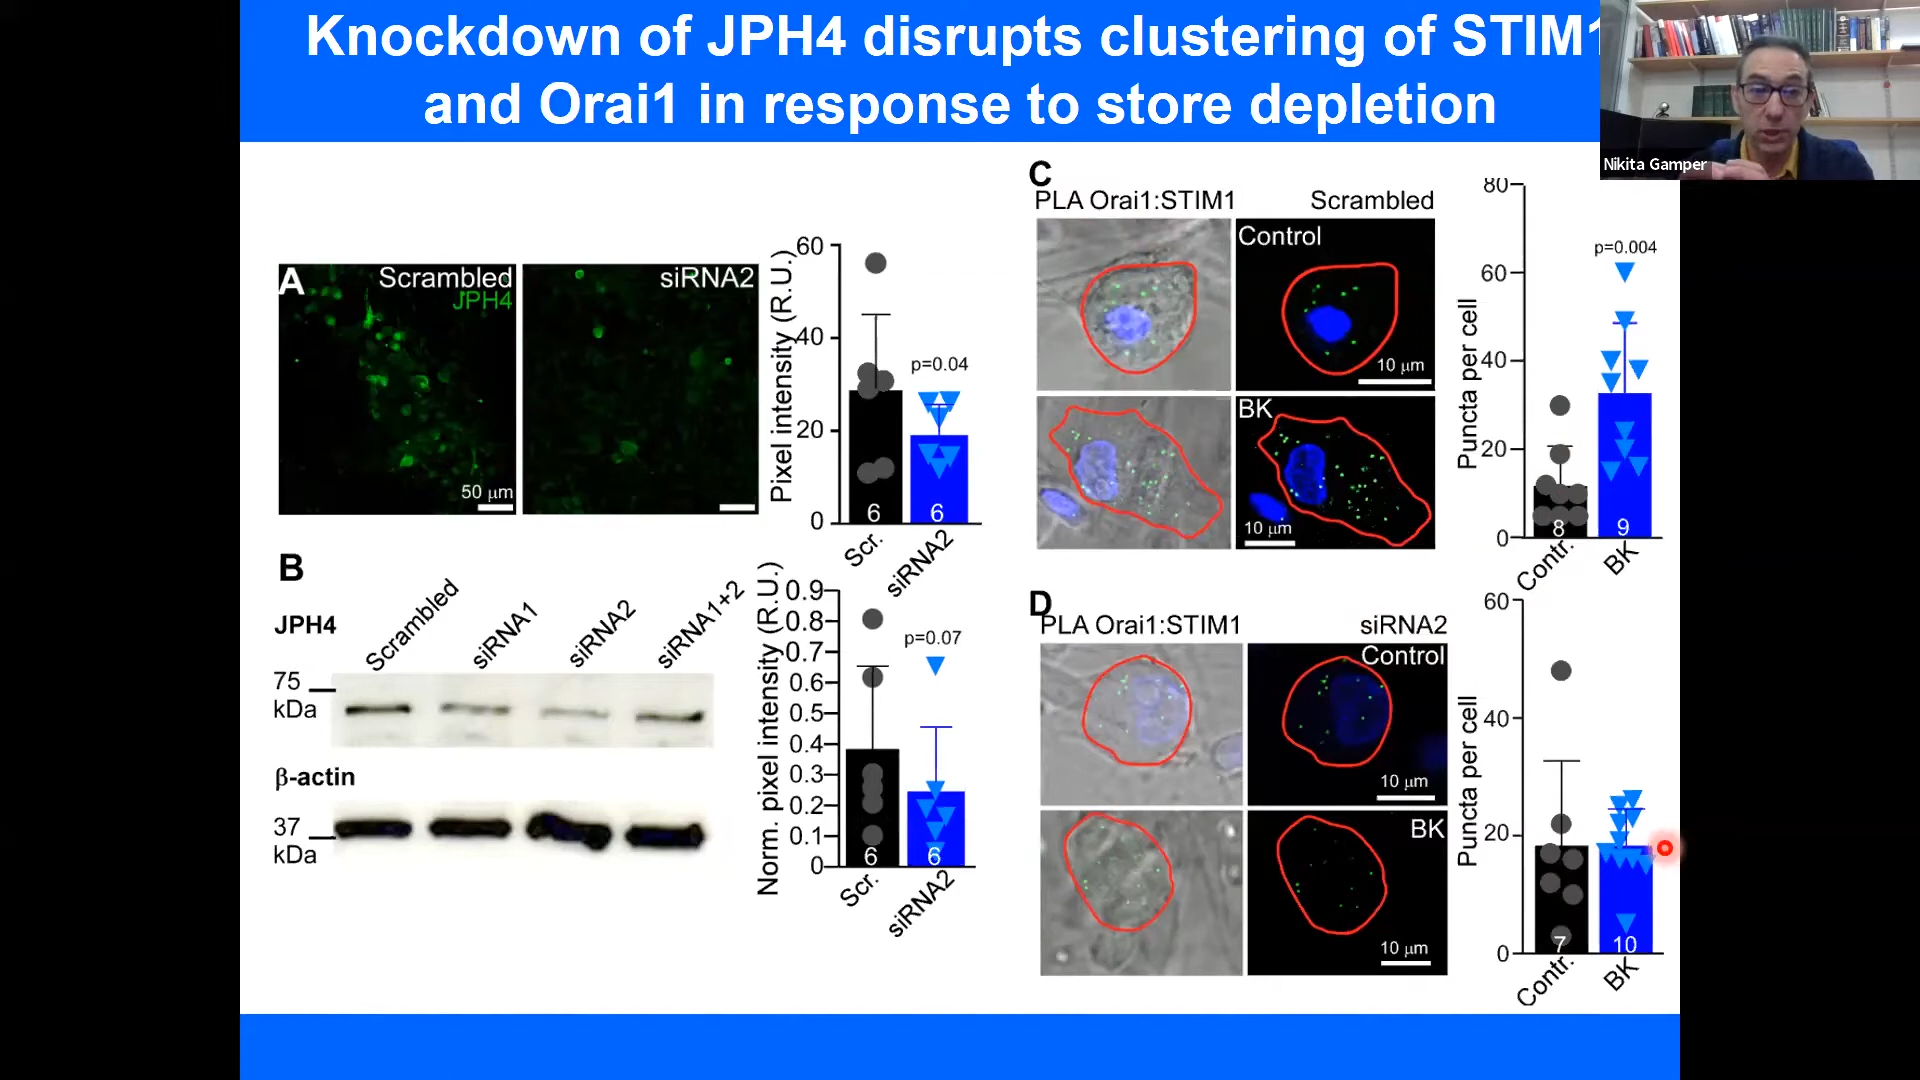 Knockdown of JPH4 disrupts clustering of STIM1
and Orai1 in response to store depletion
Nikita Gamper
A
Scrambled
JPH4
50 μm
siRNA2
Pixel intensity (R.U.)
60
40
20
0
p=0.04
6
6
Scr.
siRNA2
B
JPH4
Scrambled
siRNA1
siRNA2
siRNA1+2
75
kDa
β-actin
37
kDa
Norm. pixel intensity (R.U.)
0.9
0.8
0.7
0.6
0.5
0.4
0.3
0.2
0.1
0
p=0.07
6
6
Scr.
siRNA2
C
PLA Orai1:STIM1
Scrambled
Control
10 μm
BK
10 μm
Puncta per cell
80
60
40
20
0
p=0.004
8
9
Contr.
BK
D
PLA Orai1:STIM1
siRNA2
Control
10 μm
BK
10 μm
Puncta per cell
60
40
20
0
7
10
Contr.
BK